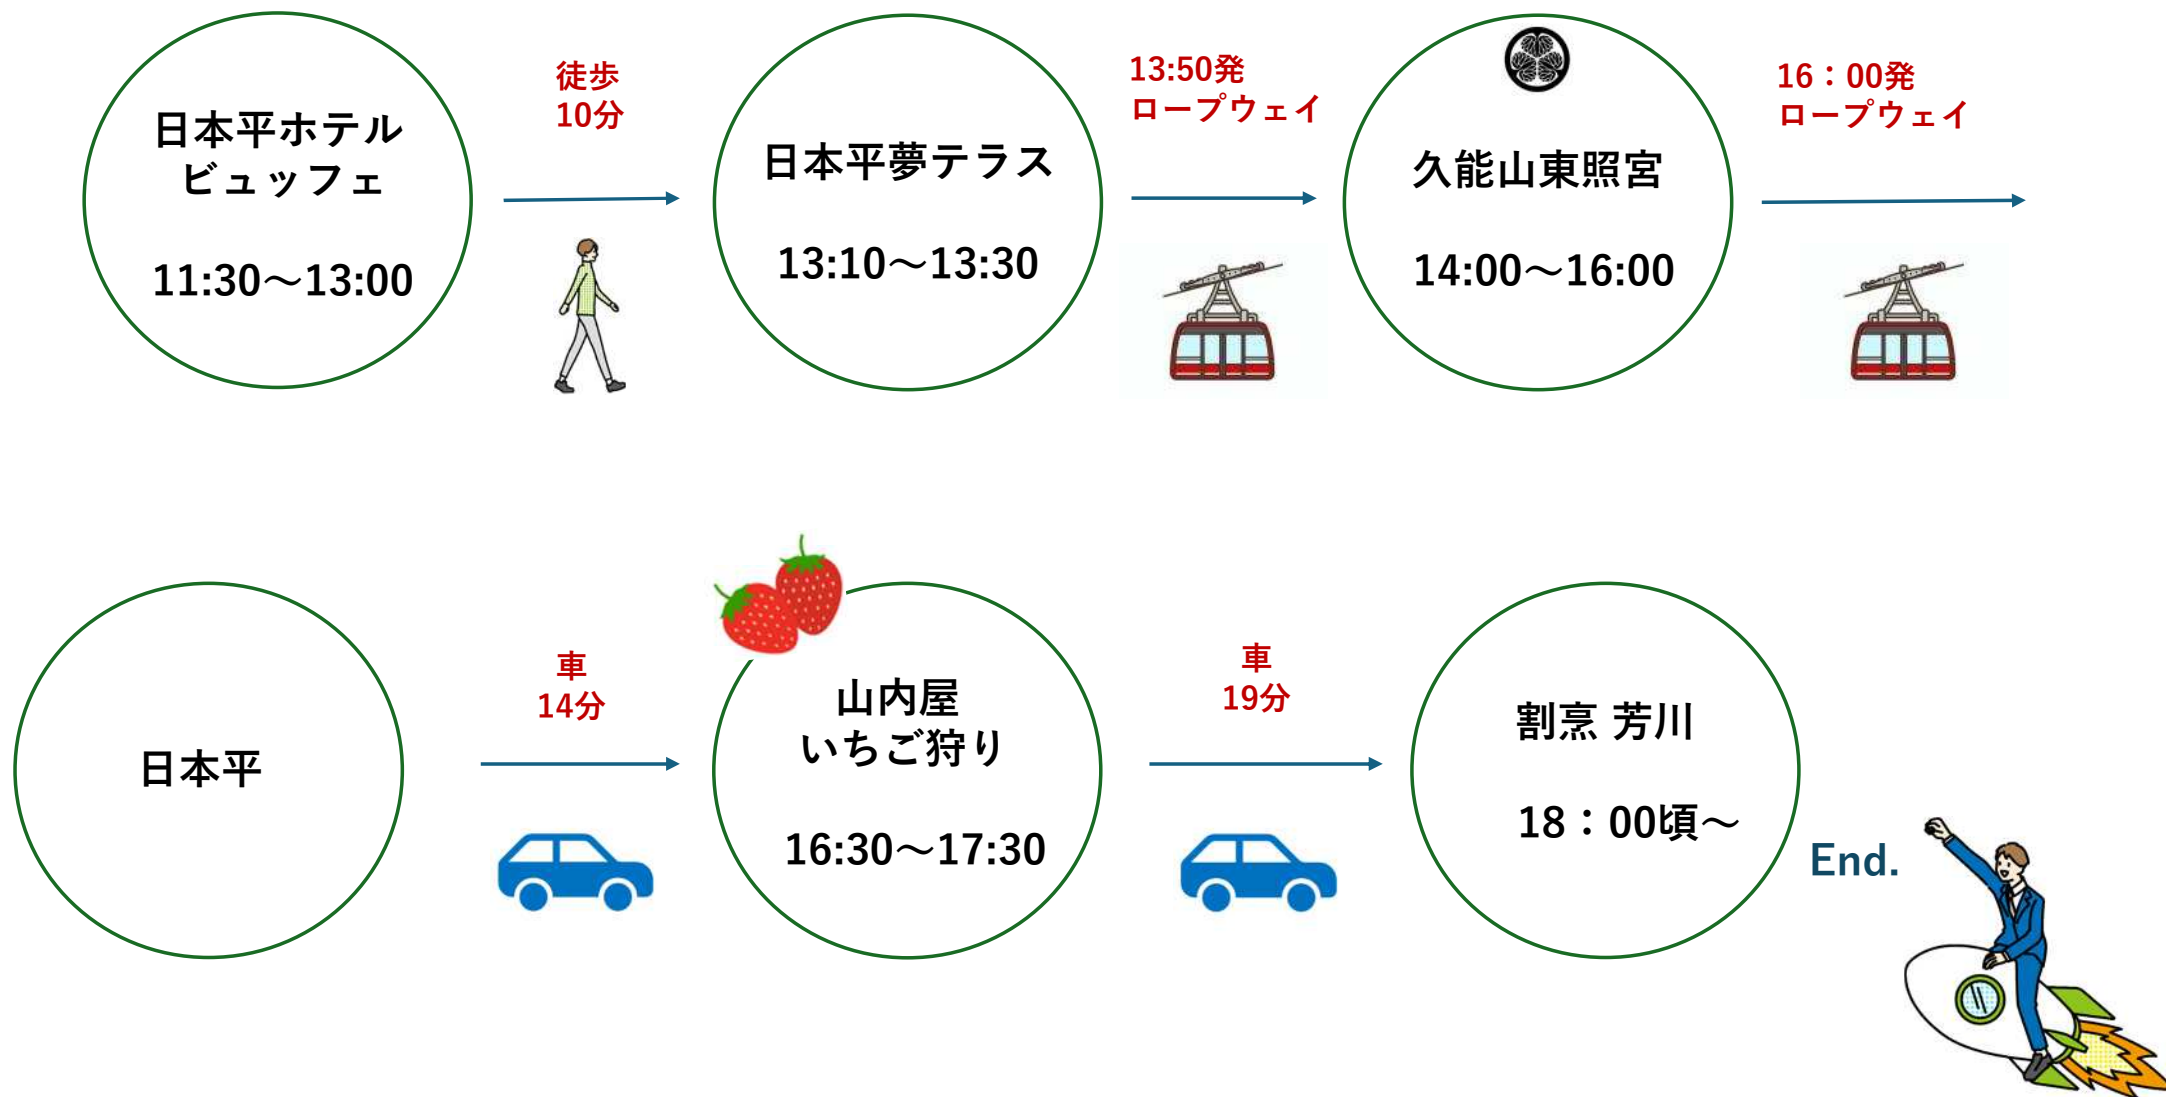 日本平ホテル
ビュッフェ
11:30～13:00
徒歩
10分
日本平夢テラス
13:10～13:30
13:50発
ロープウェイ
久能山東照宮
14:00～16:00
16：00発
ロープウェイ
日本平
車
14分
山内屋
いちご狩り
16:30～17:30
車
19分
割烹 芳川
18：00頃～
End.